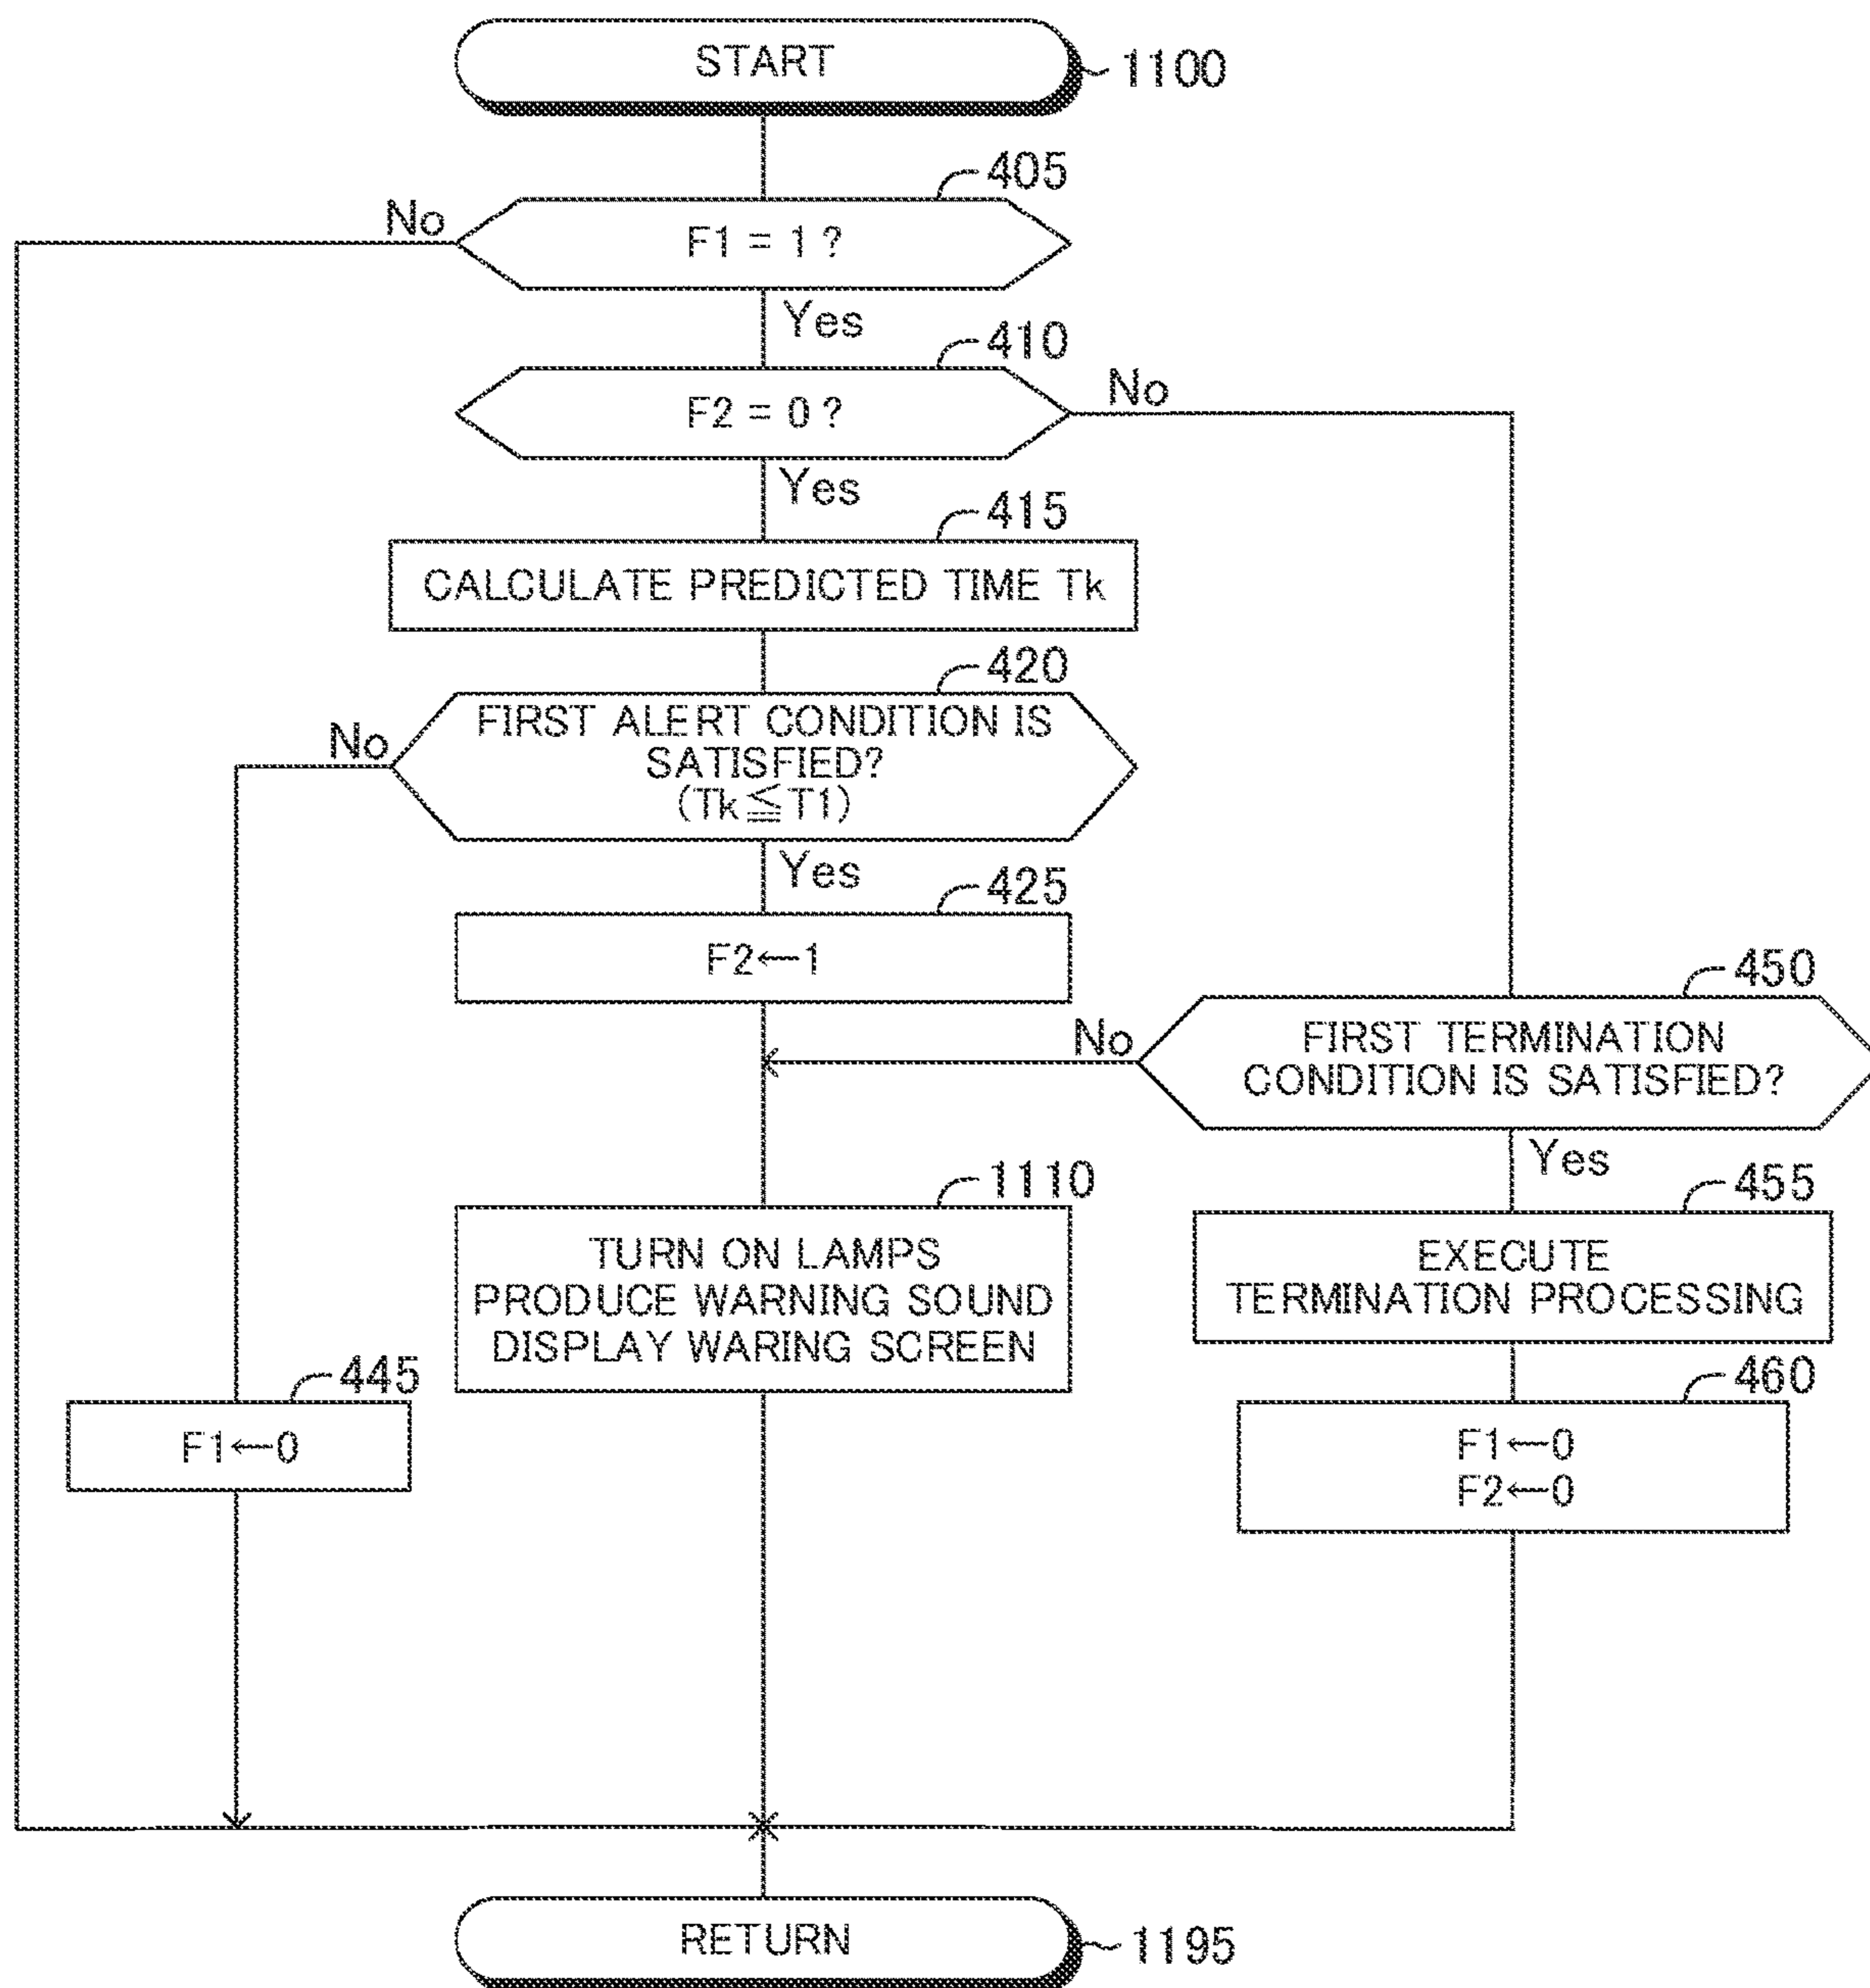 START
1100
405
No
F1 = 1 ?
Yes
410
No
F2 = 0 ?
Yes
415
CALCULATE PREDICTED TIME Tk
420
No
FIRST ALERT CONDITION IS
SATISFIED?
(Tk≦T1)
Yes
425
F2←1
450
No
FIRST TERMINATION
CONDITION IS SATISFIED?
Yes
1110
TURN ON LAMPS
PRODUCE WARNING SOUND
DISPLAY WARING SCREEN
455
EXECUTE
TERMINATION PROCESSING
445
F1←0
460
F1←0
F2←0
RETURN
1195